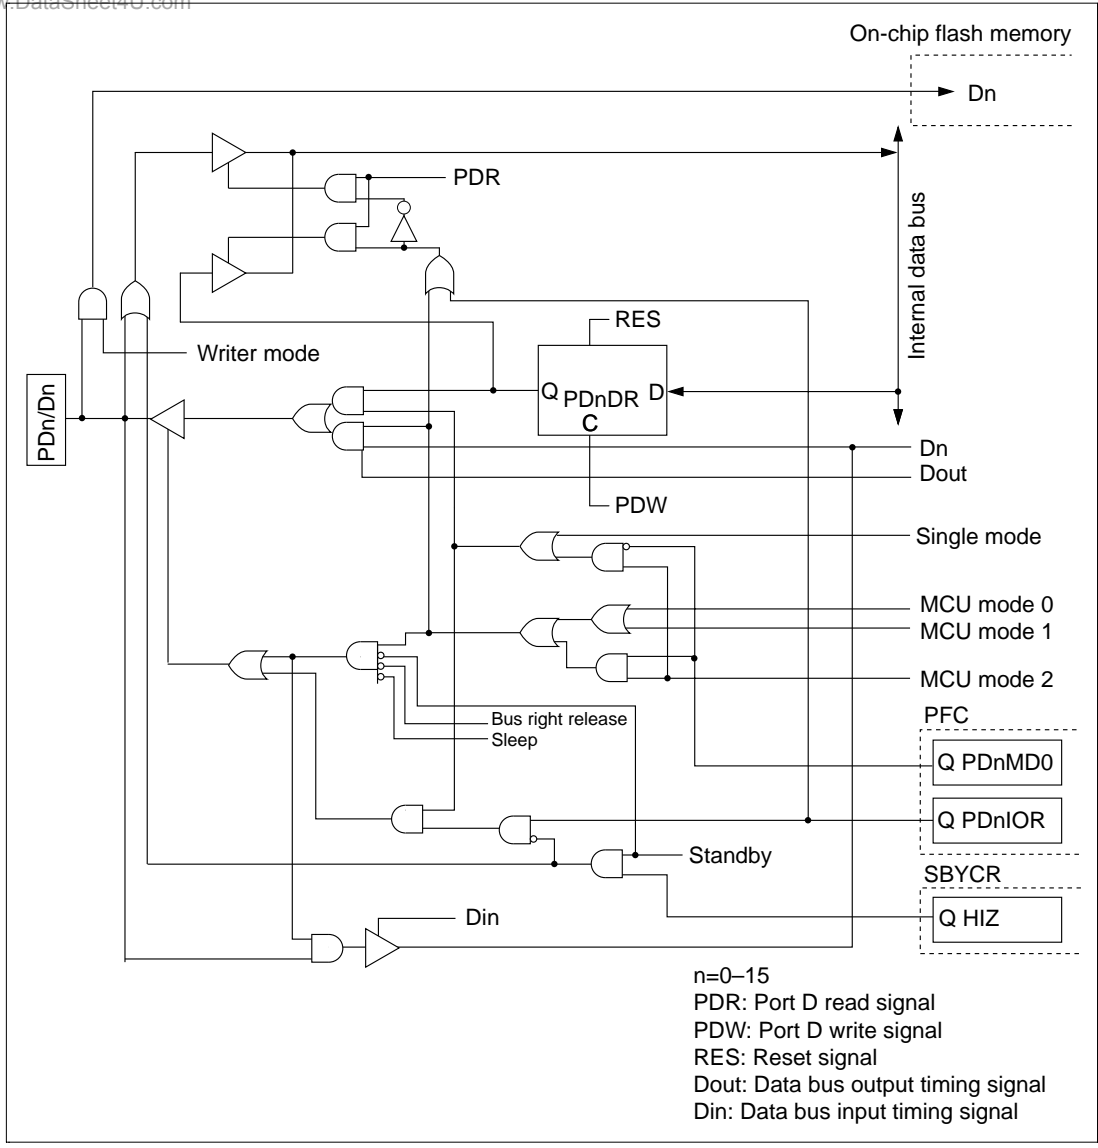 w.DataSheet4U.com
On-chip flash memory
Dn
PDR
Internal data bus
RES
Writer mode
Q PDnDR D
C
PDn/Dn
Dn
Dout
PDW
Single mode
MCU mode 0
MCU mode 1
MCU mode 2
PFC
Bus right release
Sleep
Q PDnMD0
Q PDnIOR
Standby
SBYCR
Din
Q HIZ
n=0–15
PDR: Port D read signal
PDW: Port D write signal
RES: Reset signal
Dout: Data bus output timing signal
Din: Data bus input timing signal